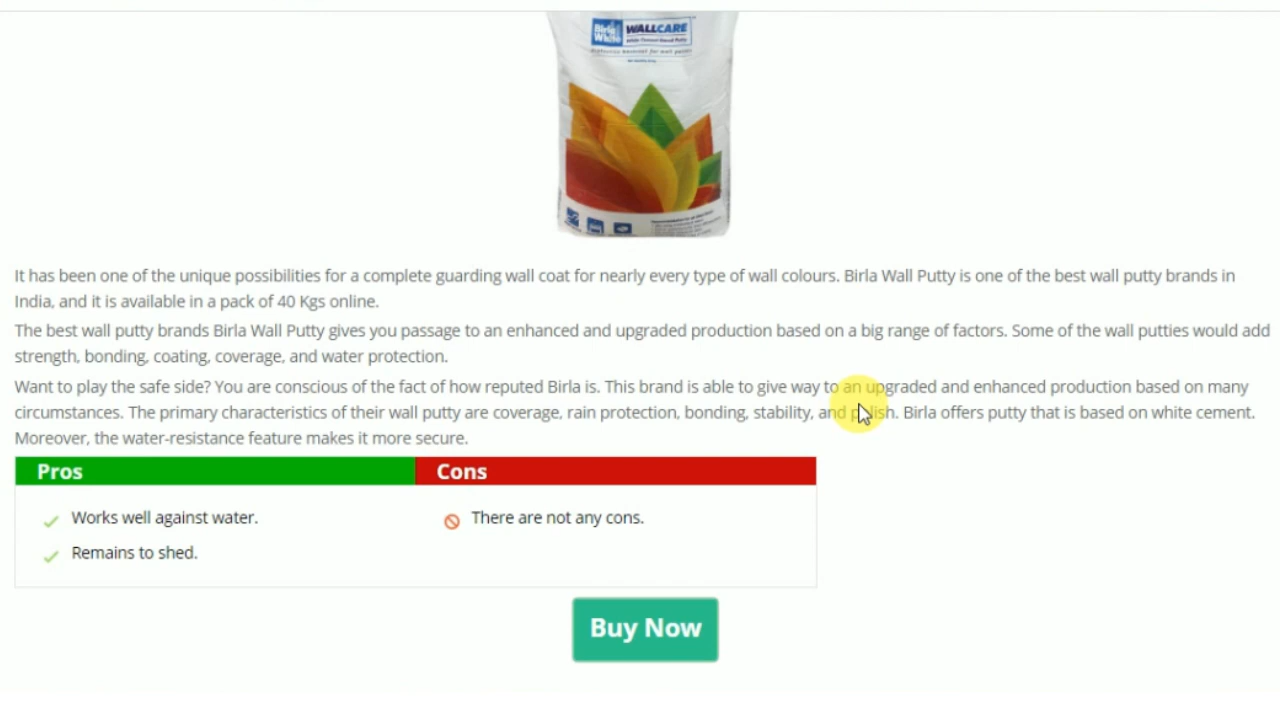 Birla White WALLCARE
White Cement Based Putty
It has been one of the unique possibilities for a complete guarding wall coat for nearly every type of wall colours. Birla Wall Putty is one of the best wall putty brands in
India, and it is available in a pack of 40 Kgs online.
The best wall putty brands Birla Wall Putty gives you passage to an enhanced and upgraded production based on a big range of factors. Some of the wall putties would add
strength, bonding, coating, coverage, and water protection.
Want to play the safe side? You are conscious of the fact of how reputed Birla is. This brand is able to give way to an upgraded and enhanced production based on many
circumstances. The primary characteristics of their wall putty are coverage, rain protection, bonding, stability, and polish. Birla offers putty that is based on white cement.
Moreover, the water-resistance feature makes it more secure.
Pros Cons
Works well against water. There are not any cons.
Remains to shed.
Buy Now